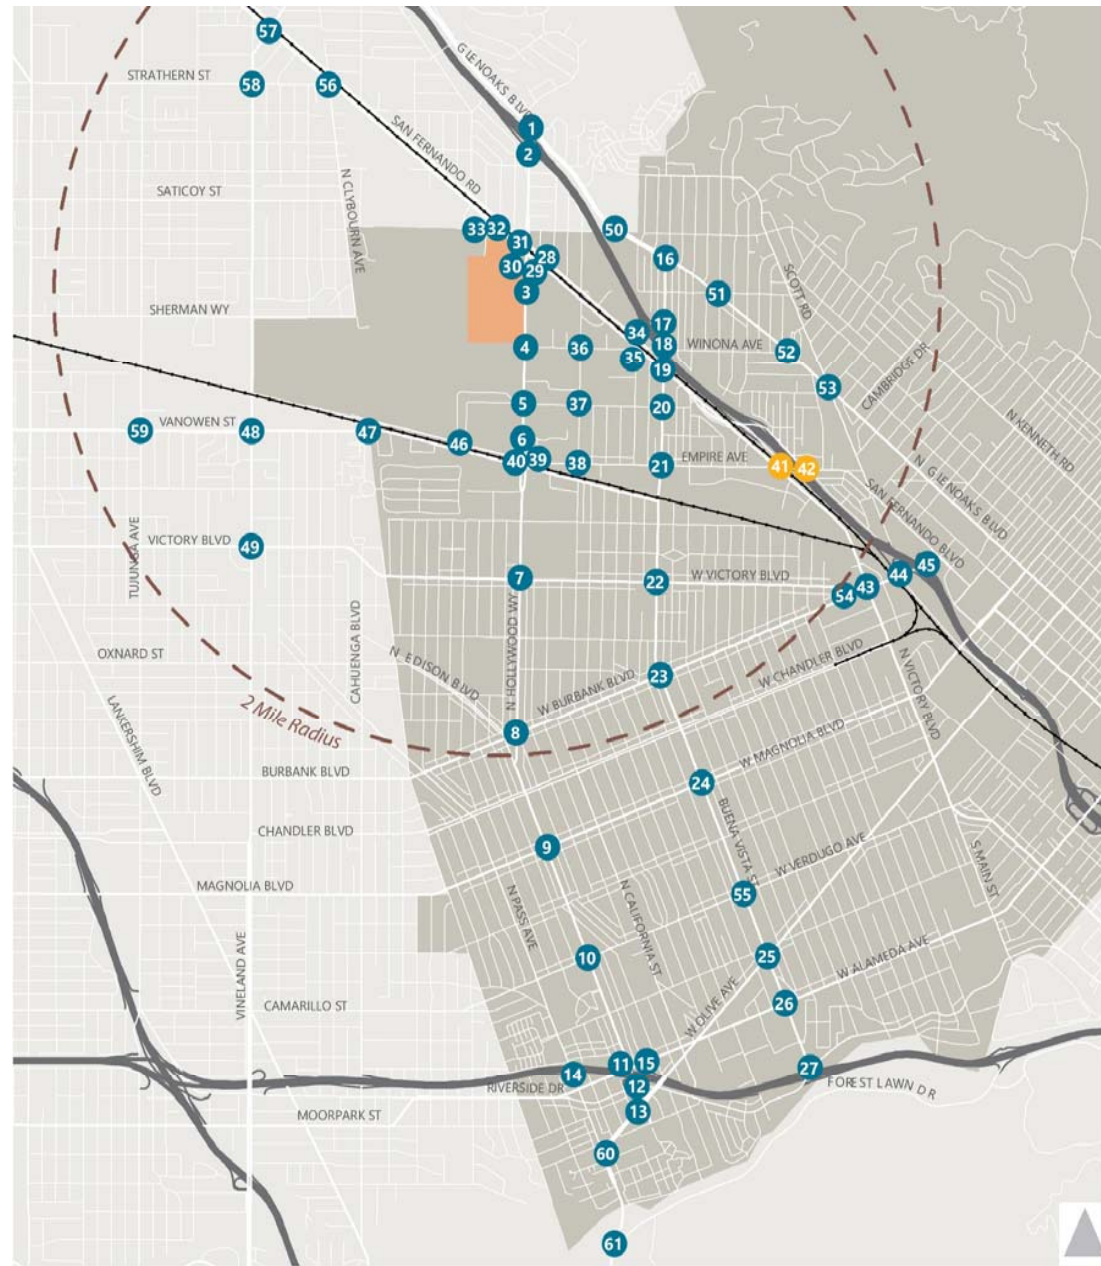 57
GLENOAKS BLVD
STRATHERN ST
58
56
1
SAN FERNANDO RD
2
SATICOY ST
N CLYBOURN AVE
33
32
31
50
28
30
29
16
SCOTT RD
3
51
SHERMAN WY
17
34
4
36
18
WINONA AVE
35
52
19
CAMBRIDGE DR
53
5
37
20
N KENNETH RD
59
VANOWEN ST
48
47
46
6
40
39
38
21
EMPIRE AVE
41
42
N GLENOAKS BLVD
SAN FERNANDO BLVD
TUJUNGA AVE
VICTORY BLVD
49
45
44
7
22
W VICTORY BLVD
43
54
CAHUENGA BLVD
N HOLLYWOOD WY
OXNARD ST
N EDISON BLVD
W CHANDLER BLVD
N VICTORY BLVD
23
W BURBANK BLVD
2 Mile Radius
8
LANKERSHIM BLVD
W MAGNOLIA BLVD
BURBANK BLVD
24
CHANDLER BLVD
BUENA VISTA ST
9
W VERDUGO AVE
S MAIN ST
MAGNOLIA BLVD
55
N PASS AVE
N CALIFORNIA ST
10
25
W ALAMEDA AVE
VINELAND AVE
CAMARILLO ST
W OLIVE AVE
26
11
15
14
27
RIVERSIDE DR
12
FOREST LAWN DR
MOORPARK ST
13
60
61